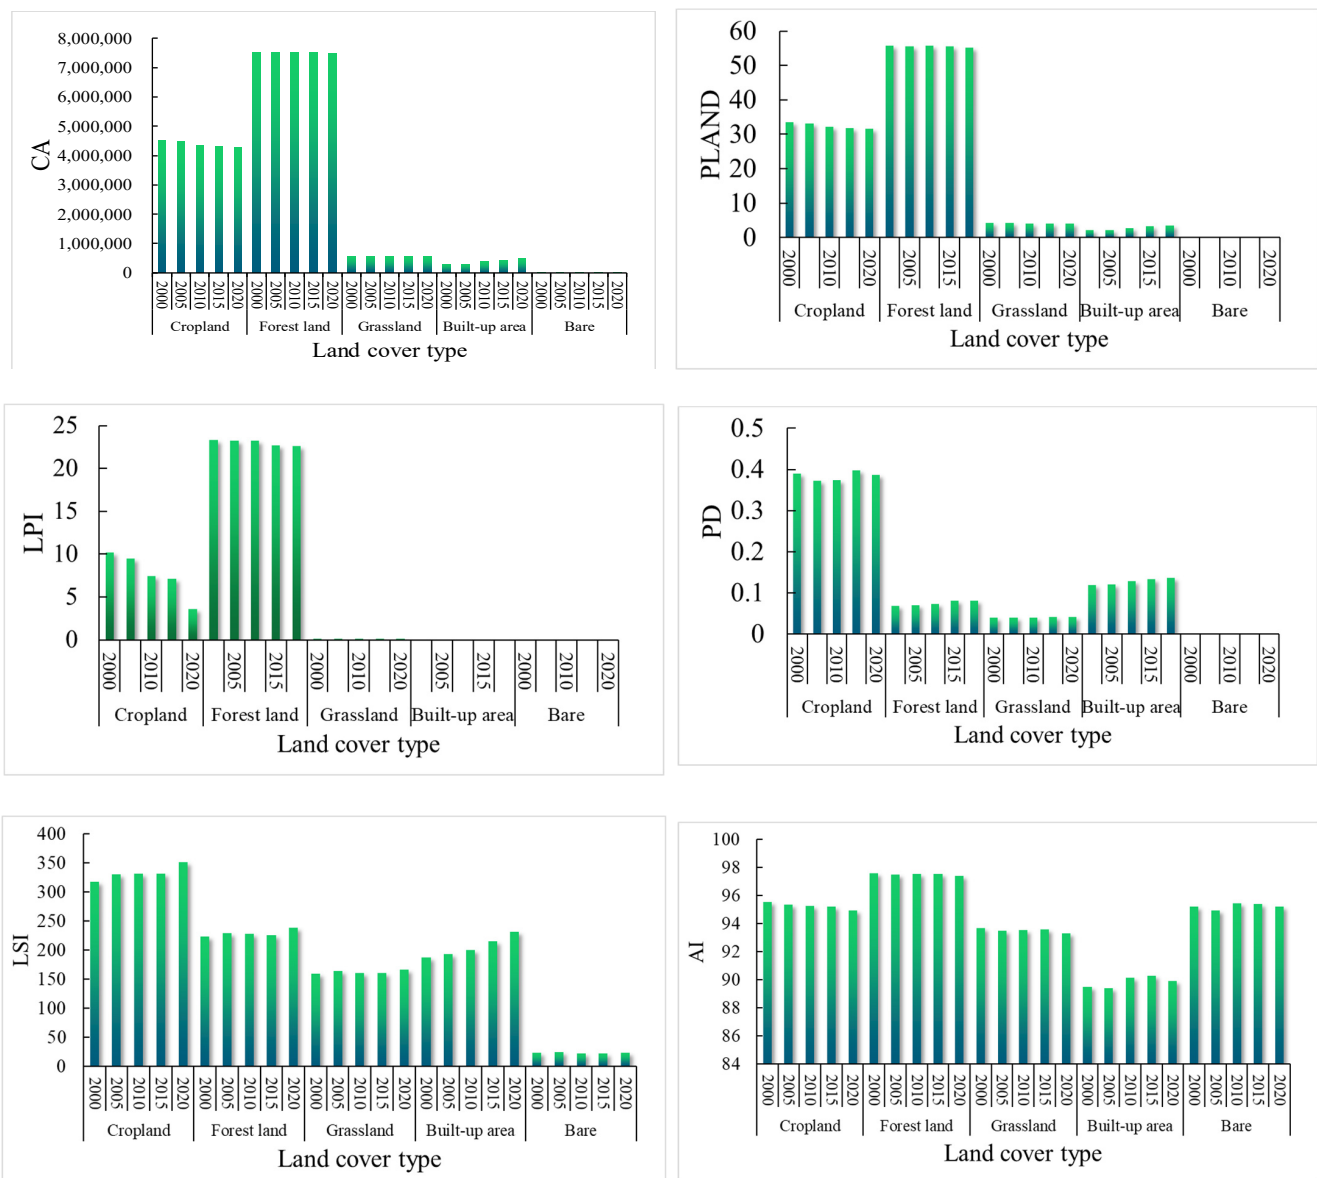 8,000,000
7,000,000
6,000,000
5,000,000
4,000,000
3,000,000
2,000,000
1,000,000
0
CA
2000 2005 2010 2015 2020 2000 2005 2010 2015 2020 2000 2005 2010 2015 2020 2000 2005 2010 2015 2020 2000 2005 2010 2015 2020
Cropland Forest land Grassland Built-up area Bare
Land cover type
60
50
40
30
20
10
0
PLAND
2000 2010 2020 2005 2015 2000 2010 2020 2005 2015 2000 2010 2020
Cropland Forest land Grassland Built-up area Bare
Land cover type
25
20
15
10
5
0
LPI
2000 2010 2020 2005 2015 2000 2010 2020 2005 2015 2000 2010 2020
Cropland Forest land Grassland Built-up area Bare
Land cover type
0.5
0.4
0.3
0.2
0.1
0
PD
2000 2010 2020 2005 2015 2000 2010 2020 2005 2015 2000 2010 2020
Cropland Forest land Grassland Built-up area Bare
Land cover type
400
350
300
250
200
150
100
50
0
LSI
2000 2005 2010 2015 2020 2000 2005 2010 2015 2020 2000 2005 2010 2015 2020 2000 2005 2010 2015 2020 2000 2005 2010 2015 2020
Cropland Forest land Grassland Built-up area Bare
Land cover type
100
98
96
94
92
90
88
86
84
AI
2000 2005 2010 2015 2020 2000 2005 2010 2015 2020 2000 2005 2010 2015 2020 2000 2005 2010 2015 2020 2000 2005 2010 2015 2020
Cropland Forest land Grassland Built-up area Bare
Land cover type